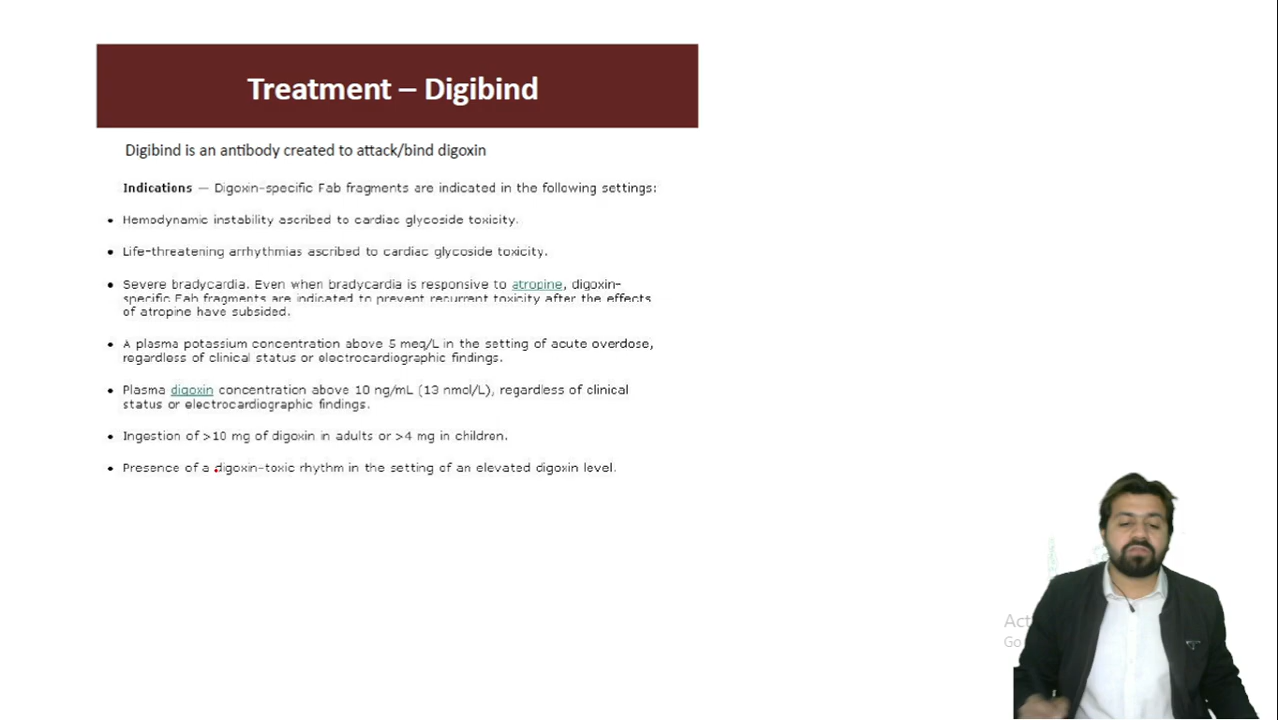 Treatment – Digibind
Digibind is an antibody created to attack/bind digoxin
Indications — Digoxin-specific Fab fragments are indicated in the following settings:
• Hemodynamic instability ascribed to cardiac glycoside toxicity.
• Life-threatening arrhythmias ascribed to cardiac glycoside toxicity.
• Severe bradycardia. Even when bradycardia is responsive to atropine, digoxin-
specific Fab fragments are indicated to prevent recurrent toxicity after the effects
of atropine have subsided.
• A plasma potassium concentration above 5 meq/L in the setting of acute overdose,
regardless of clinical status or electrocardiographic findings.
• Plasma digoxin concentration above 10 ng/mL (13 nmol/L), regardless of clinical
status or electrocardiographic findings.
• Ingestion of >10 mg of digoxin in adults or >4 mg in children.
• Presence of a digoxin-toxic rhythm in the setting of an elevated digoxin level.
Go